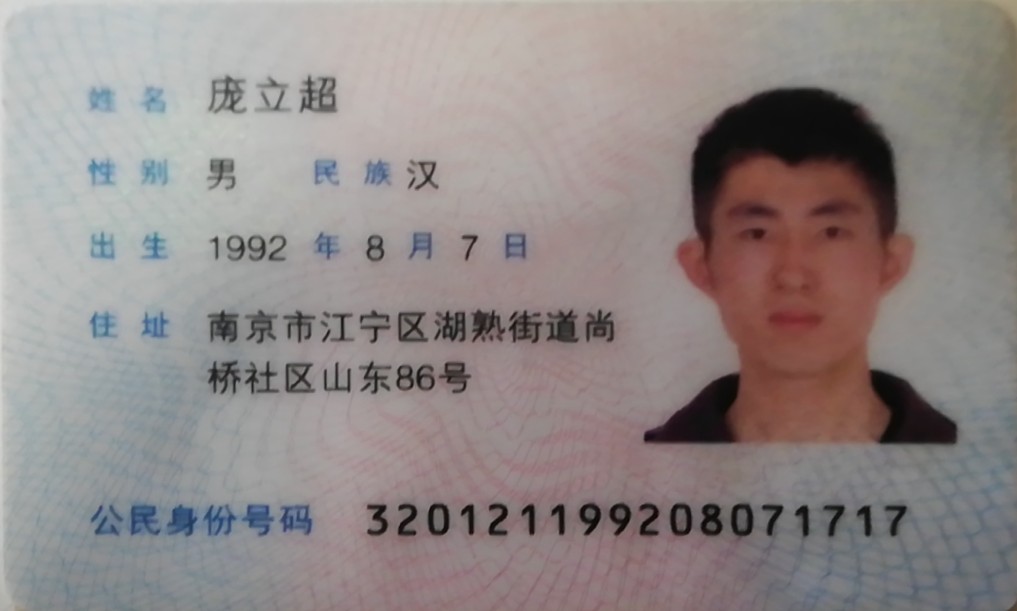 姓名 庞立超
性别 男 民族 汉
出生 1992 年 8 月 7 日
住址 南京市江宁区湖熟街道尚
桥社区山东86号
公民身份号码 320121199208071717